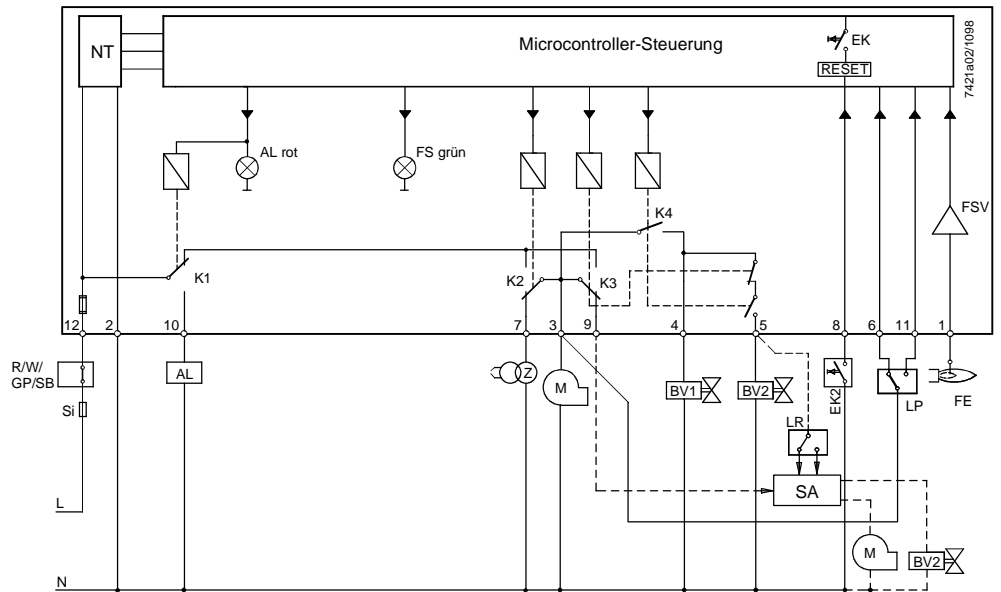 NT
Microcontroller-Steuerung
EK
RESET
7421a02/1098
AL rot
FS grün
FSV
K4
K1
K2
K3
12 2 10 7 3 9 4 5 8 6 11 1
R/W/
GP/SB
AL
Z
M
BV1
BV2
EK2
LP
FE
Si
LR
SA
L
M
BV2
N